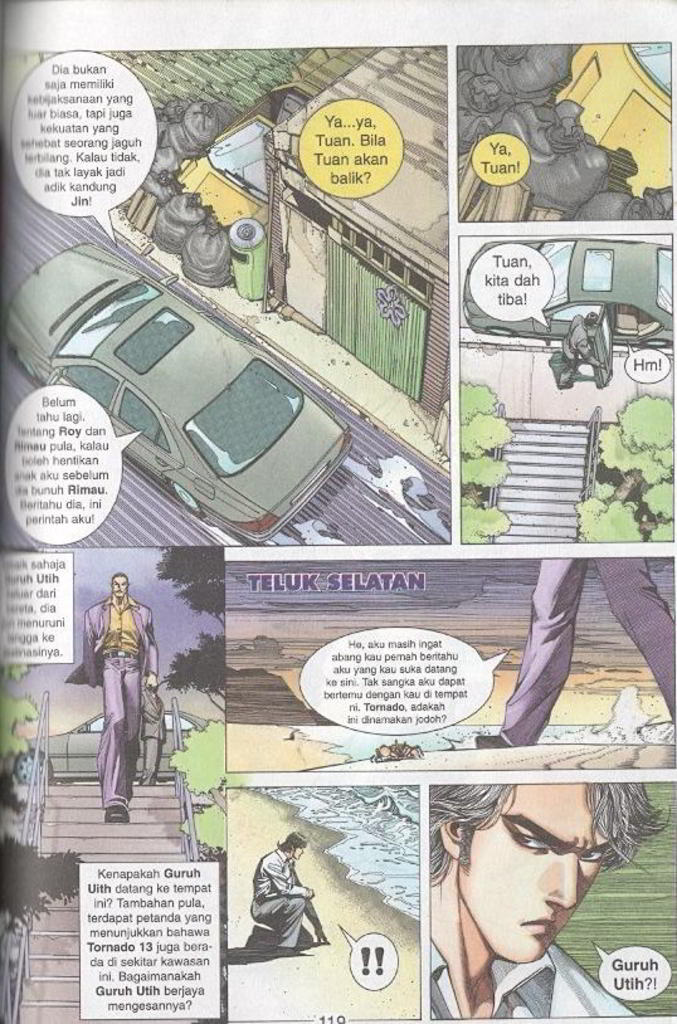 Dia bukan
saja memiliki
kebijaksanaan yang
luar biasa, tapi juga
kekuatan yang
sehebat seorang jaguh
terbilang. Kalau tidak,
dia tak layak jadi
adik kandung
Jin!
Ya...ya,
Tuan. Bila
Tuan akan
balik?
Belum
tahu lagi.
tentang Roy dan
Rimau pula, kalau
boleh hentikan
anak aku sebelum
dia bunuh Rimau.
Beritahu dia, ini
perintah aku!
Ya,
Tuan!
Tuan,
kita dah
tiba!
Hm!
sahaja
Guruh Utih
keluar dari
kereta, dia
menuruni
tangga ke
TELUK SELATAN
He, aku masih ingat
abang kau pernah beritahu
aku yang kau suka datang
ke sini. Tak sangka aku dapat
bertemu dengan kau di tempat
ni. Tornado, adakah
ini dinamakan jodoh?
Kenapakah Guruh
Uith datang ke tempat
ini? Tambahan pula,
terdapat petanda yang
menunjukkan bahawa
Tornado 13 juga bera-
da di sekitar kawasan
ini. Bagaimanakah
Guruh Utih berjaya
mengesannya?
!!
Guruh
Utih?!
119